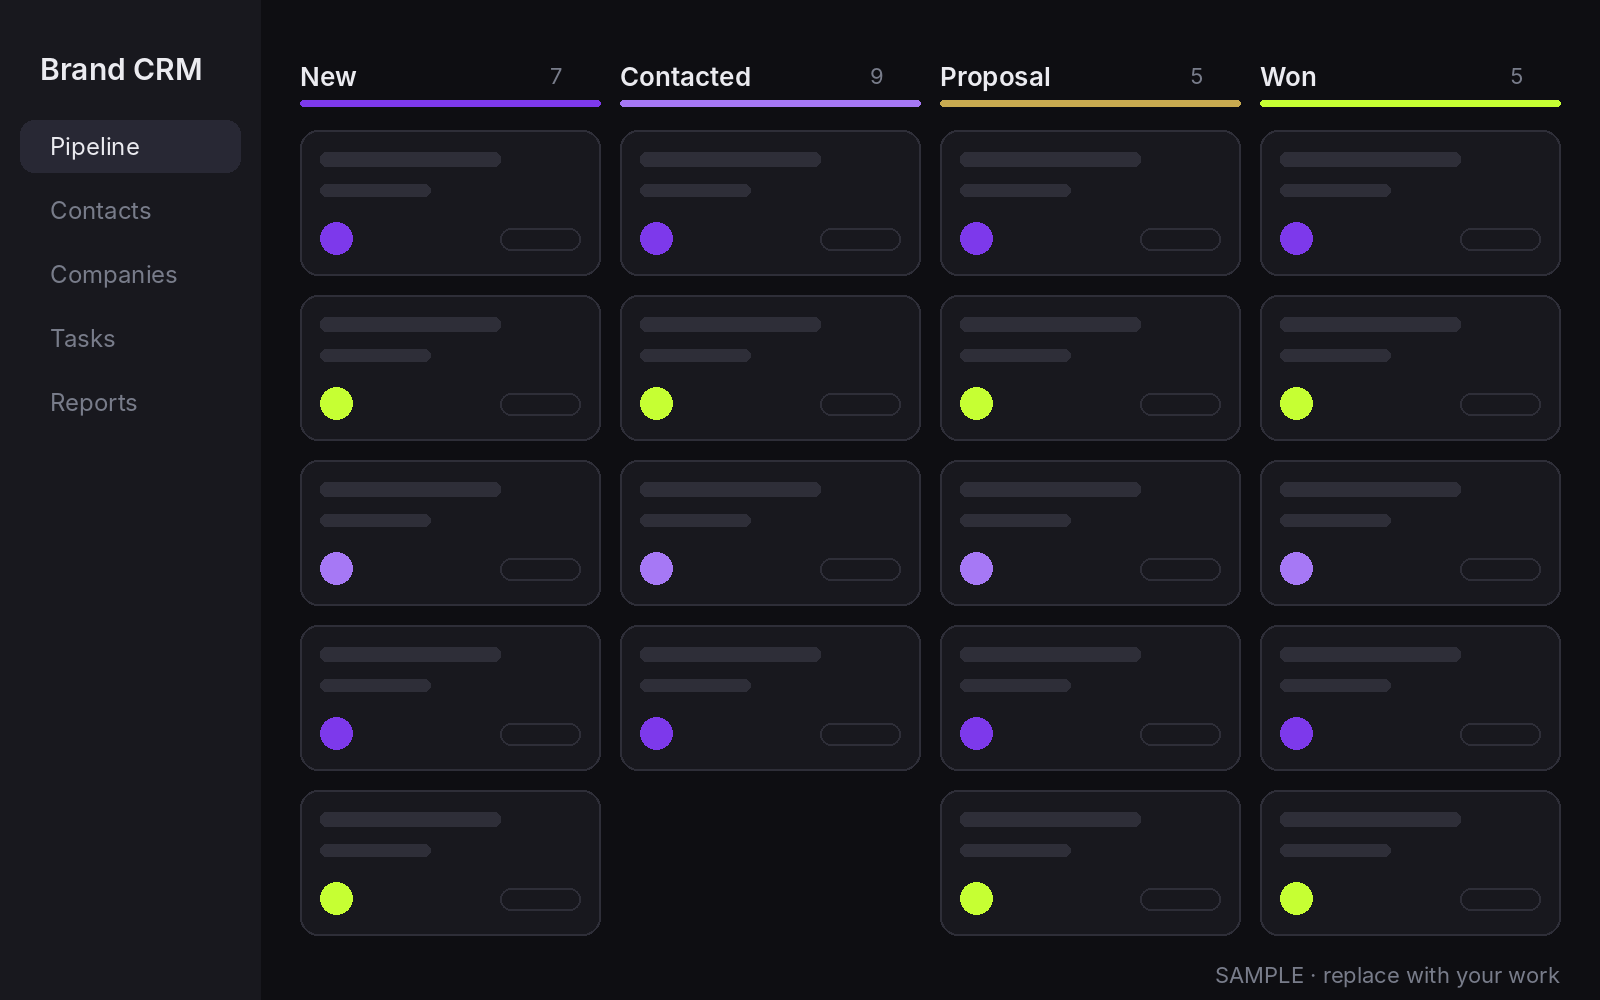 Brand CRM
Pipeline
Contacts
Companies
Tasks
Reports
New 7
Contacted 9
Proposal 5
Won 5
SAMPLE · replace with your work